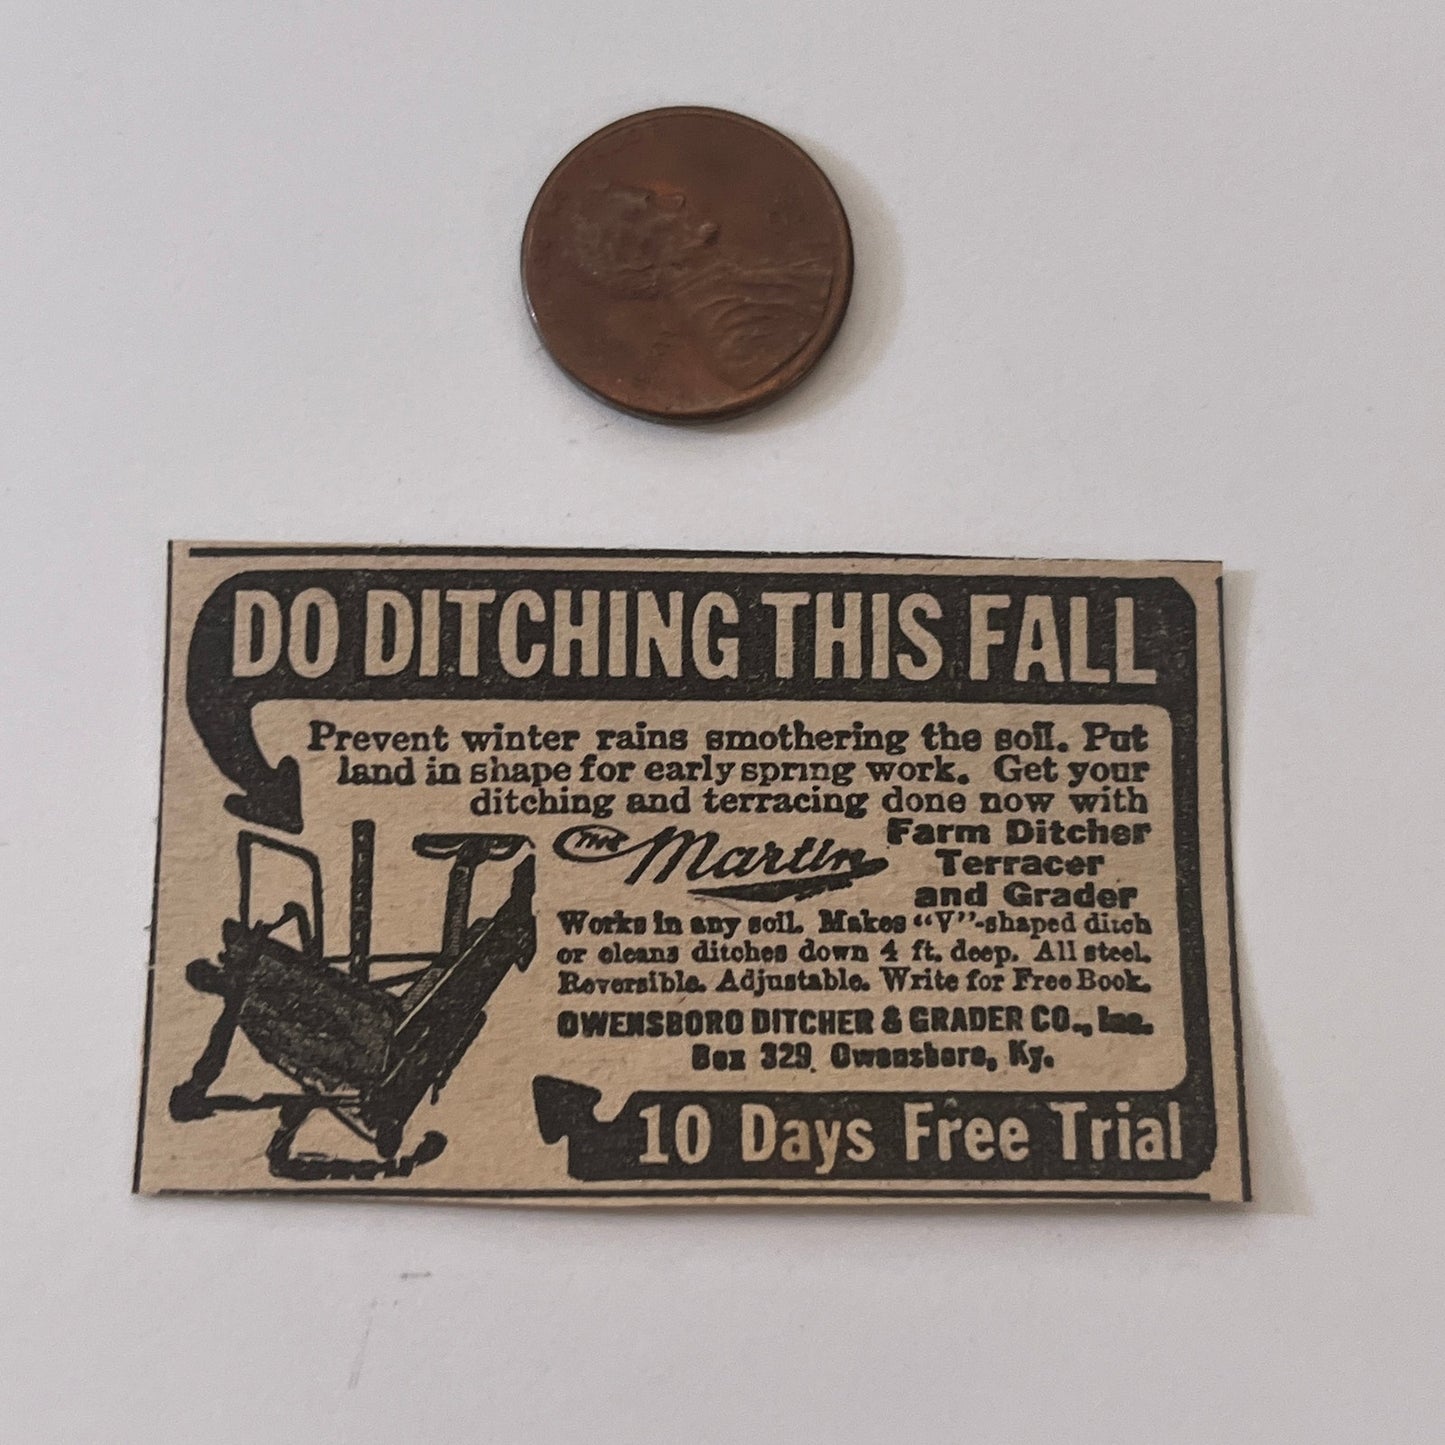 DO DITCHING THIS FALL
Prevent winter rains smothering the soil. Put
land in shape for early spring work. Get your
ditching and terracing done now with
The Martin Farm Ditcher
Terracer
and Grader
Works in any soil. Makes "V"-shaped ditch
or cleans ditches down 4 ft. deep. All steel.
Reversible. Adjustable. Write for Free Book.
OWENSBORO DITCHER & GRADER CO., Inc.
Box 329, Owensboro, Ky.
10 Days Free Trial